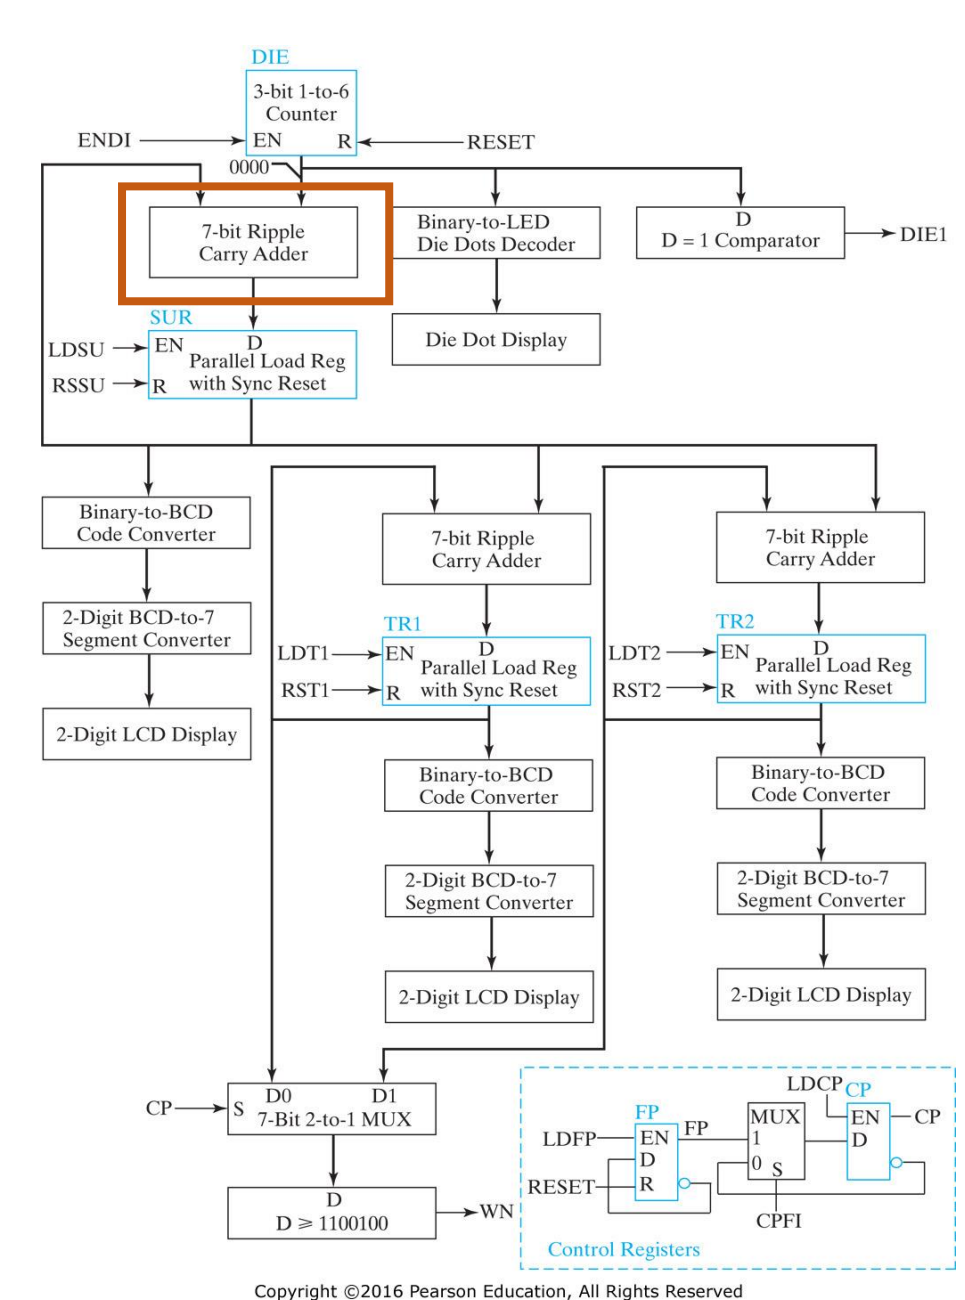 DIE
3-bit 1-to-6
Counter
ENDI
EN
R
RESET
0000
7-bit Ripple
Carry Adder
Binary-to-LED
Die Dots Decoder
D
D = 1 Comparator
DIE1
SUR
LDSU
EN
D
Parallel Load Reg
RSSU
R
with Sync Reset
Die Dot Display
Binary-to-BCD
Code Converter
2-Digit BCD-to-7
Segment Converter
2-Digit LCD Display
7-bit Ripple
Carry Adder
TR1
LDT1
EN
D
Parallel Load Reg
RST1
R
with Sync Reset
Binary-to-BCD
Code Converter
2-Digit BCD-to-7
Segment Converter
2-Digit LCD Display
7-bit Ripple
Carry Adder
TR2
LDT2
EN
D
Parallel Load Reg
RST2
R
with Sync Reset
Binary-to-BCD
Code Converter
2-Digit BCD-to-7
Segment Converter
2-Digit LCD Display
CP
S
D0
D1
7-Bit 2-to-1 MUX
D
D ⩾ 1100100
WN
LDFP
RESET
FP
EN
D
R
FP
MUX
1
0
S
CPFI
LDCP
CP
EN
D
CP
Control Registers
Copyright ©2016 Pearson Education, All Rights Reserved